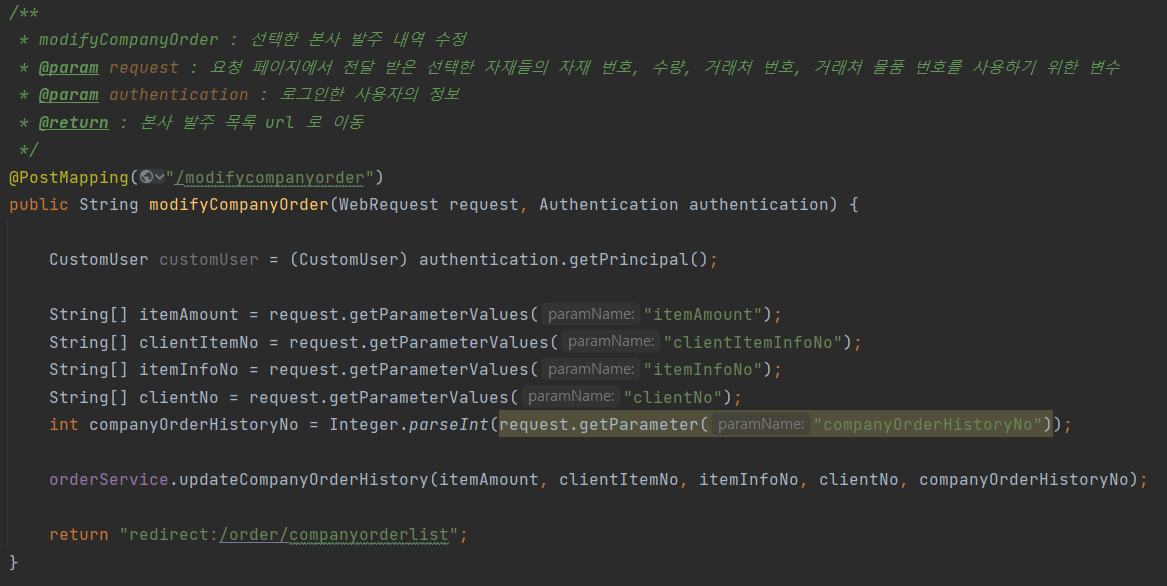 /**
* modifyCompanyOrder : 선택한 본사 발주 내역 수정
* @param request : 요청 페이지에서 전달 받은 선택한 자재들의 자재 번호, 수량, 거래처 번호, 거래처 물품 번호를 사용하기 위한 변수
* @param authentication : 로그인한 사용자의 정보
* @return : 본사 발주 목록 url 로 이동
*/
@PostMapping("/modifycompanyorder")
public String modifyCompanyOrder(WebRequest request, Authentication authentication) {
CustomUser customUser = (CustomUser) authentication.getPrincipal();
String[] itemAmount = request.getParameterValues( paramName: "itemAmount");
String[] clientItemNo = request.getParameterValues( paramName: "clientItemInfoNo");
String[] itemInfoNo = request.getParameterValues( paramName: "itemInfoNo");
String[] clientNo = request.getParameterValues( paramName: "clientNo");
int companyOrderHistoryNo = Integer.parseInt(request.getParameter( paramName: "companyOrderHistoryNo"));
orderService.updateCompanyOrderHistory(itemAmount, clientItemNo, itemInfoNo, clientNo, companyOrderHistoryNo);
return "redirect:/order/companyorderlist";
}